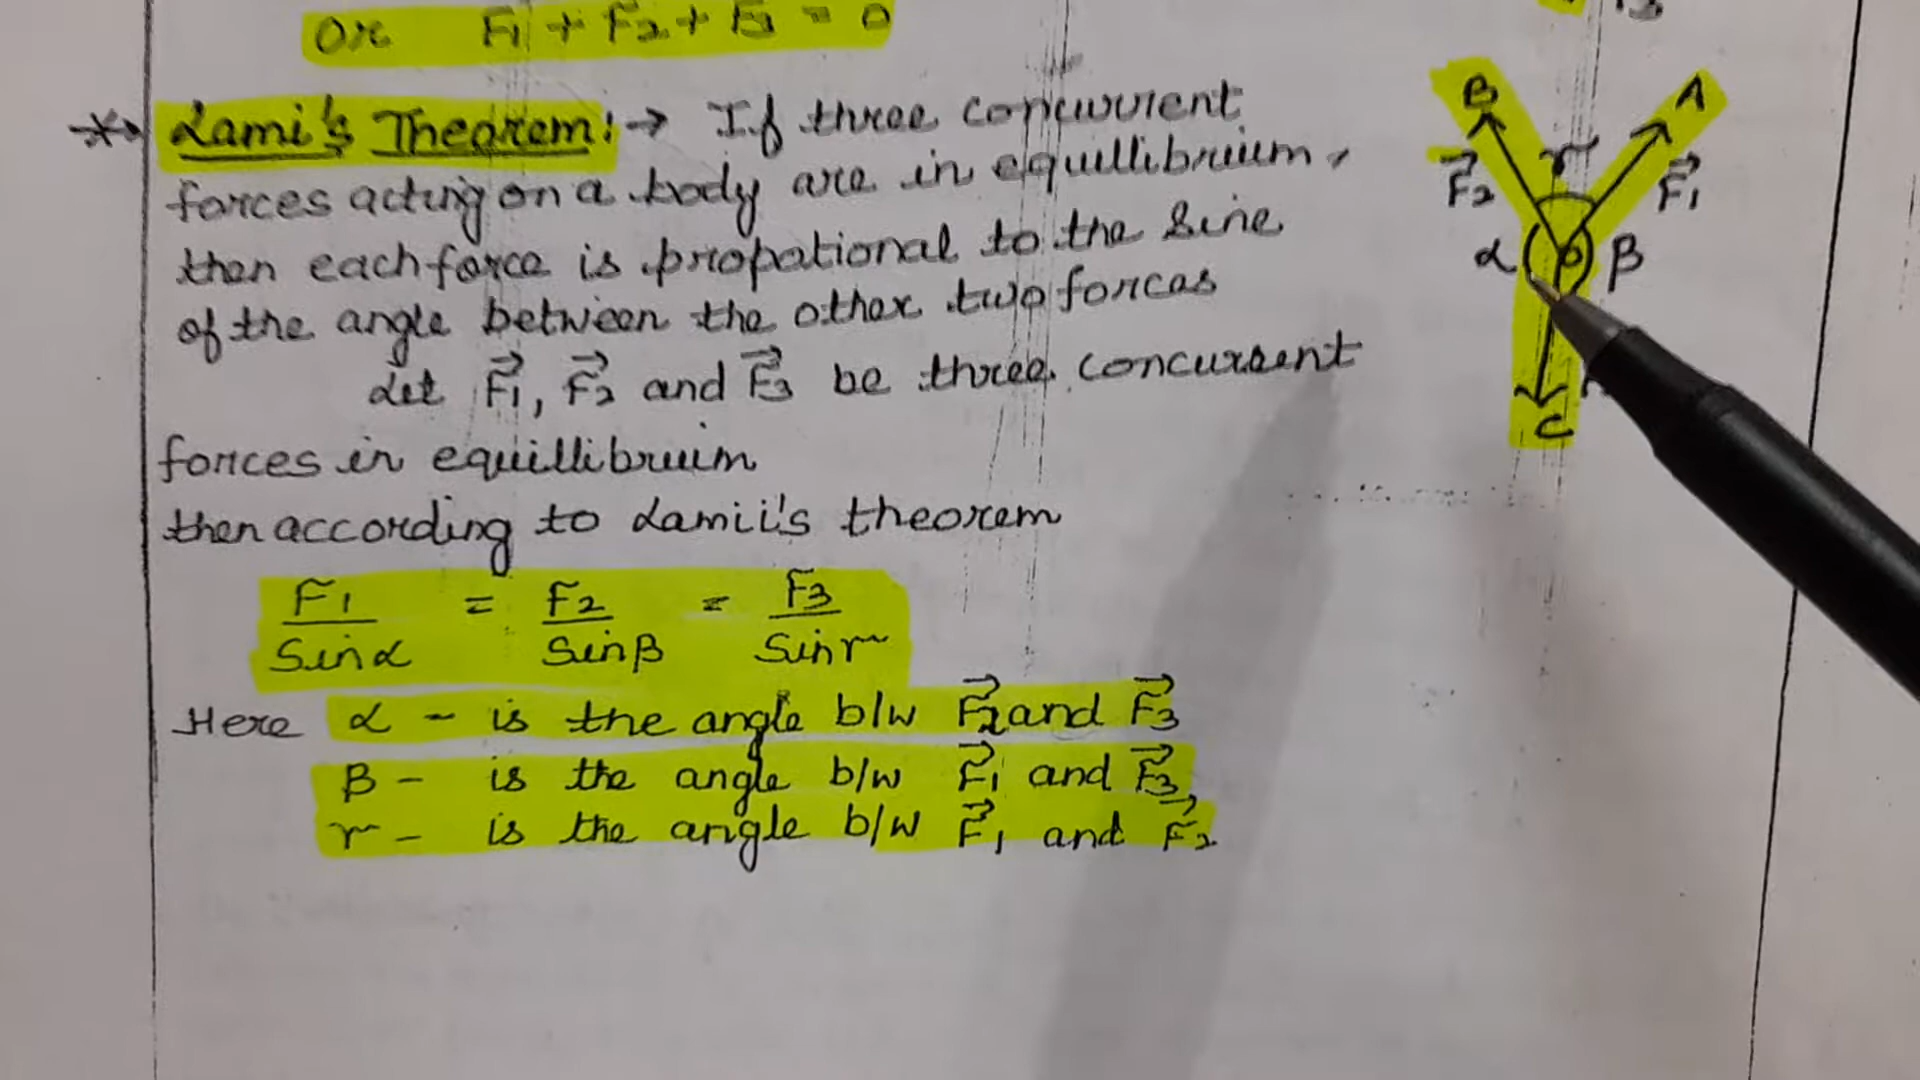 or F1 + F2 + F3 = 0
Lami's Theorem:→ If three concurrent
forces acting on a body are in equillibrium,
then each force is propational to the sine
of the angle between the other two forces
Let F⃗1, F⃗2 and F⃗3 be three concurrent
forces in equillibrium
then according to Lamii's theorem
F1/Sinα = F2/Sinβ = F3/Sinr
Here α - is the angle b/w F⃗2 and F⃗3
β - is the angle b/w F⃗1 and F⃗3
r - is the angle b/w F⃗1 and F⃗2
B
A
r
F⃗2
F⃗1
α
β
C